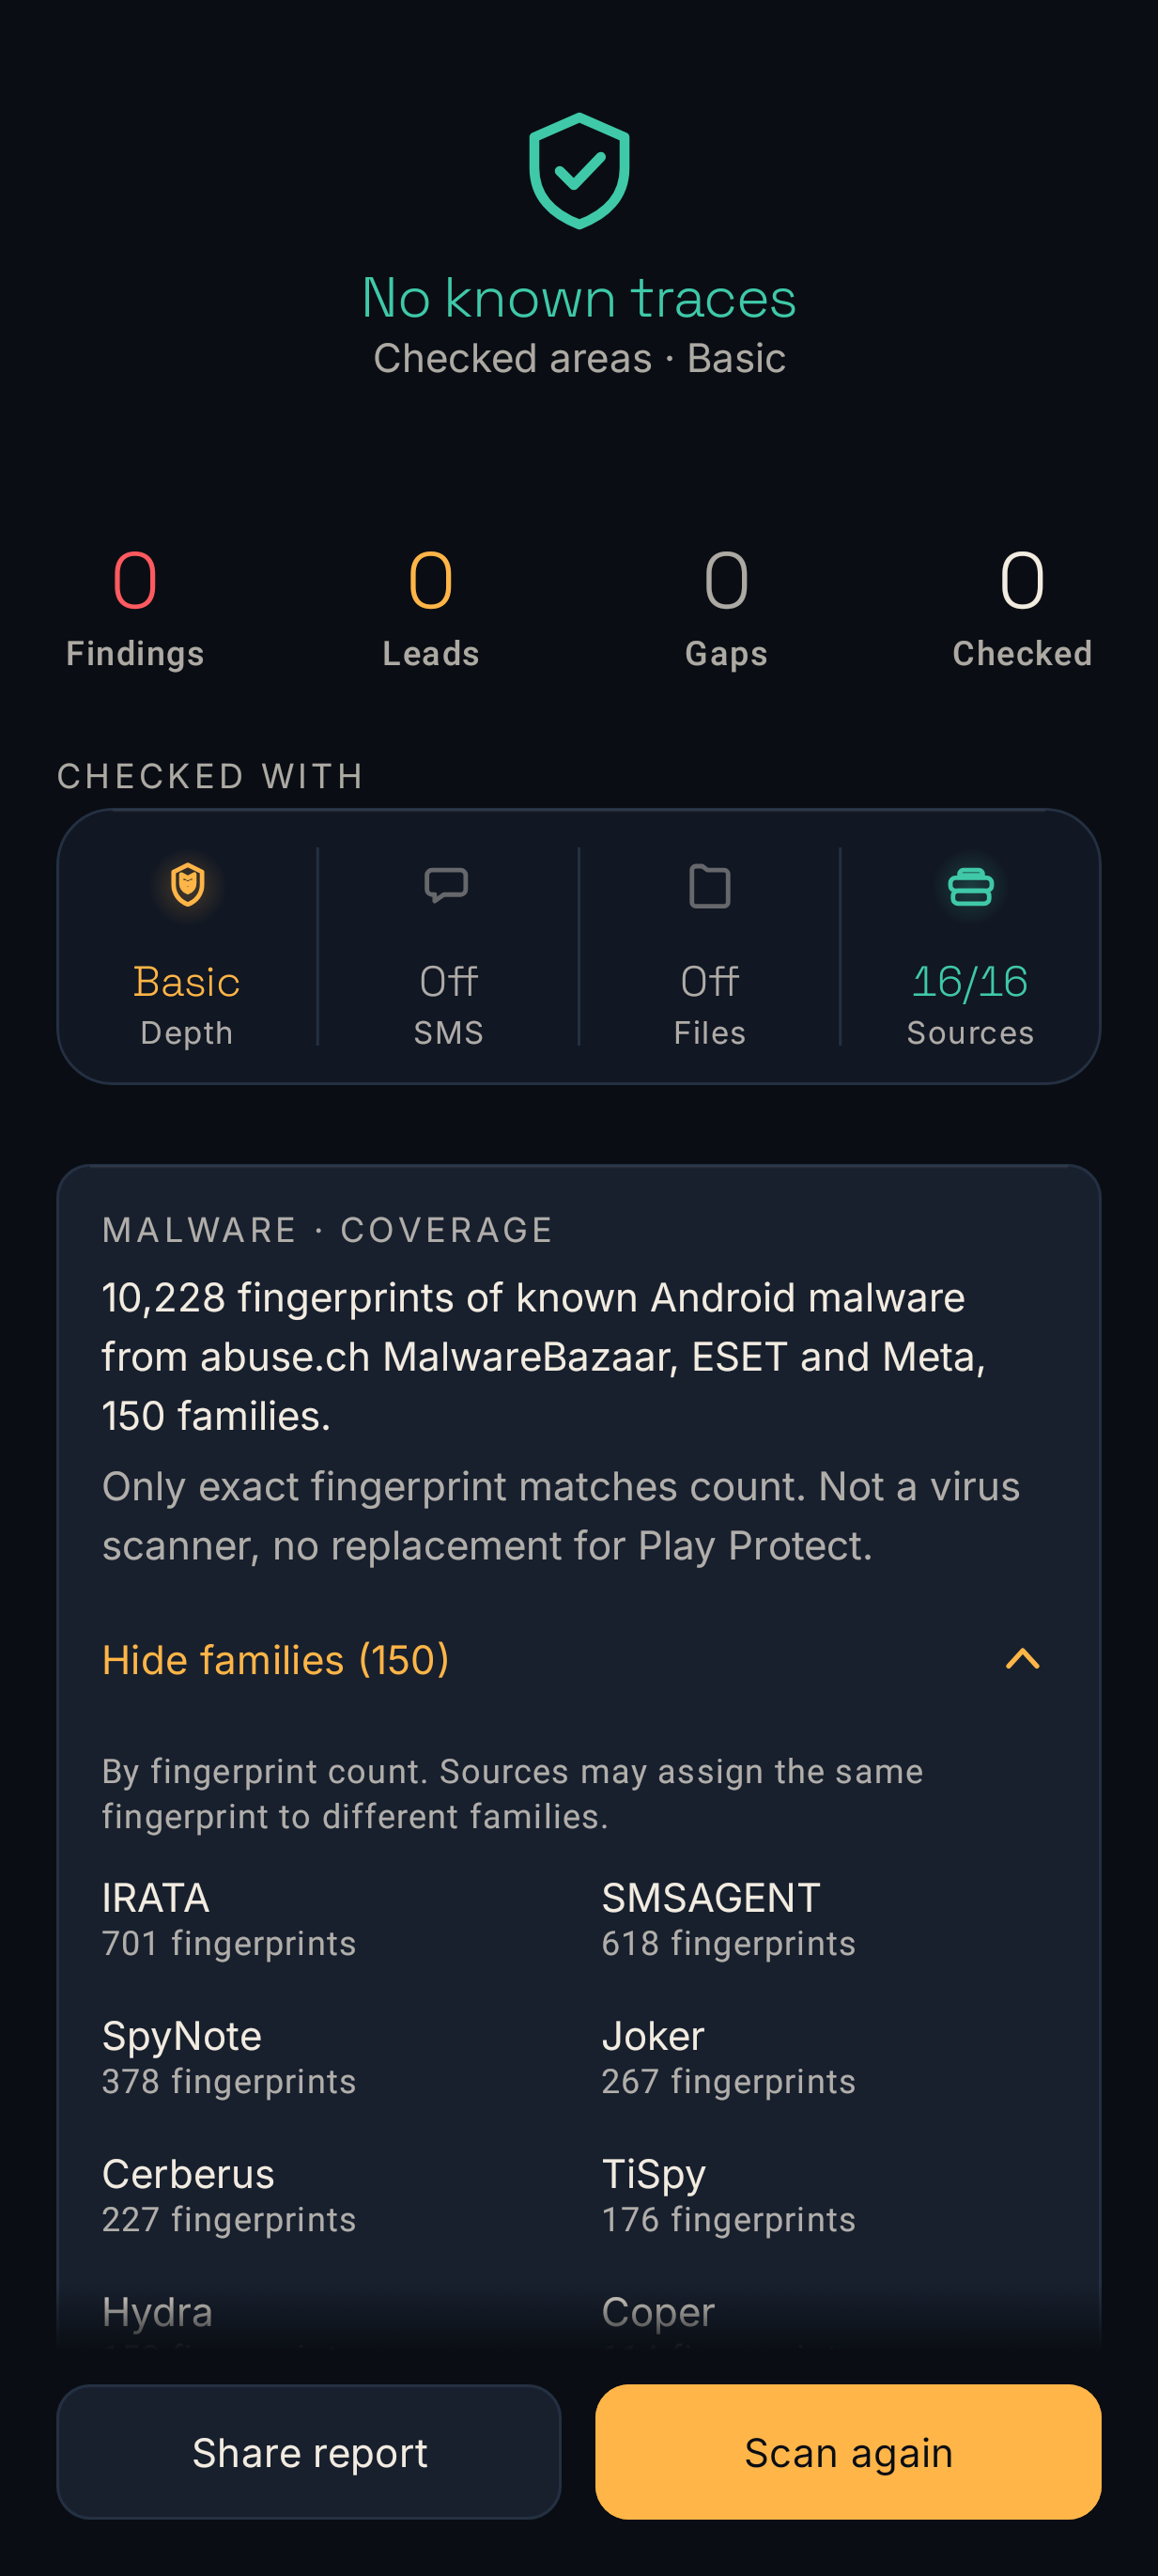 No known traces
Checked areas · Basic
0 0 0 0
Findings Leads Gaps Checked
CHECKED WITH
Basic Off Off 16/16
Depth SMS Files Sources
MALWARE · COVERAGE
10,228 fingerprints of known Android malware
from abuse.ch MalwareBazaar, ESET and Meta,
150 families.
Only exact fingerprint matches count. Not a virus
scanner, no replacement for Play Protect.
Hide families (150)
By fingerprint count. Sources may assign the same
fingerprint to different families.
IRATA SMSAGENT
701 fingerprints 618 fingerprints
SpyNote Joker
378 fingerprints 267 fingerprints
Cerberus TiSpy
227 fingerprints 176 fingerprints
Hydra Coper
Share report Scan again